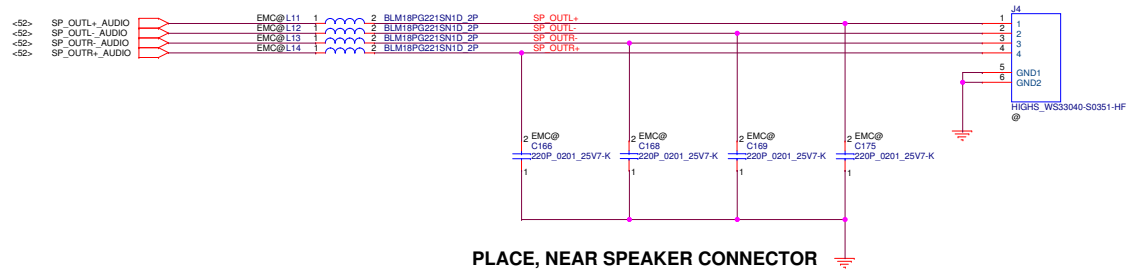 J4
<52> SP_OUTL+_AUDIO EMC@ L11 1 2 BLM18PG221SN1D_2P SP_OUTL+ 1 1
<52> SP_OUTL-_AUDIO EMC@ L12 1 2 BLM18PG221SN1D_2P SP_OUTL- 2 2
<52> SP_OUTR-_AUDIO EMC@ L13 1 2 BLM18PG221SN1D_2P SP_OUTR- 3 3
<52> SP_OUTR+_AUDIO EMC@ L14 1 2 BLM18PG221SN1D_2P SP_OUTR+ 4 4
5 GND1
6 GND2
HIGHS_WS33040-S0351-HF
@
2 EMC@ 2 EMC@ 2 EMC@ 2 EMC@
C166 C168 C169 C175
220P_0201_25V7-K 220P_0201_25V7-K 220P_0201_25V7-K 220P_0201_25V7-K
1 1 1 1
PLACE, NEAR SPEAKER CONNECTOR